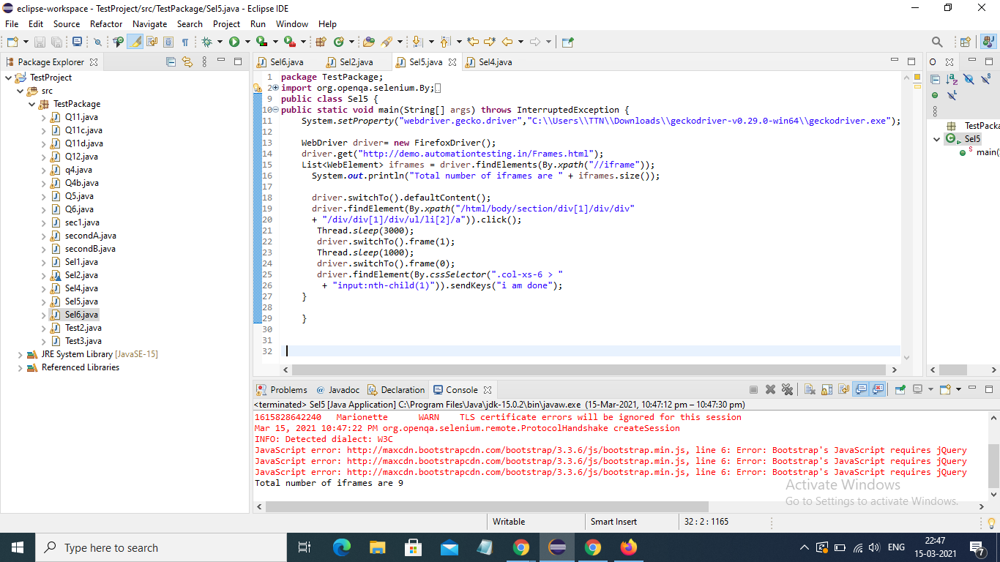 eclipse-workspace - TestProject/src/TestPackage/Sel5.java - Eclipse IDE
File Edit Source Refactor Navigate Search Project Run Window Help
Package Explorer
TestProject
src
TestPackage
Q11.java
Q11c.java
Q11d.java
Q12.java
q4.java
Q4b.java
Q5.java
Q6.java
sec1.java
secondA.java
secondB.java
Sel1.java
Sel2.java
Sel4.java
Sel5.java
Sel6.java
Test2.java
Test3.java
JRE System Library [JavaSE-15]
Referenced Libraries
Sel6.java Sel2.java Sel5.java Sel4.java
1 package TestPackage;
2 import org.openqa.selenium.By;
9 public class Sel5 {
10 public static void main(String[] args) throws InterruptedException {
11 System.setProperty("webdriver.gecko.driver","C:\\Users\\TTN\\Downloads\\geckodriver-v0.29.0-win64\\geckodriver.exe");
12
13 WebDriver driver= new FirefoxDriver();
14 driver.get("http://demo.automationtesting.in/Frames.html");
15 List<WebElement> iframes = driver.findElements(By.xpath("//iframe"));
16 System.out.println("Total number of iframes are " + iframes.size());
17
18 driver.switchTo().defaultContent();
19 driver.findElement(By.xpath("/html/body/section/div[1]/div/div"
20 + "/div/div[1]/div/ul/li[2]/a")).click();
21 Thread.sleep(3000);
22 driver.switchTo().frame(1);
23 Thread.sleep(1000);
24 driver.switchTo().frame(0);
25 driver.findElement(By.cssSelector(".col-xs-6 > "
26 + "input:nth-child(1)")).sendKeys("i am done");
27 }
28
29 }
30
31
32
O
TestPacka
Sel5
main(
Problems @ Javadoc Declaration Console
<terminated> Sel5 [Java Application] C:\Program Files\Java\jdk-15.0.2\bin\javaw.exe (15-Mar-2021, 10:47:12 pm – 10:47:30 pm)
1615828642240 Marionette WARN TLS certificate errors will be ignored for this session
Mar 15, 2021 10:47:22 PM org.openqa.selenium.remote.ProtocolHandshake createSession
INFO: Detected dialect: W3C
JavaScript error: http://maxcdn.bootstrapcdn.com/bootstrap/3.3.6/js/bootstrap.min.js, line 6: Error: Bootstrap's JavaScript requires jQuery
JavaScript error: http://maxcdn.bootstrapcdn.com/bootstrap/3.3.6/js/bootstrap.min.js, line 6: Error: Bootstrap's JavaScript requires jQuery
JavaScript error: http://maxcdn.bootstrapcdn.com/bootstrap/3.3.6/js/bootstrap.min.js, line 6: Error: Bootstrap's JavaScript requires jQuery
Total number of iframes are 9
Activate Windows
Go to Settings to activate Windows.
Writable Smart Insert 32 : 2 : 1165
Type here to search
ENG
22:47
15-03-2021
7